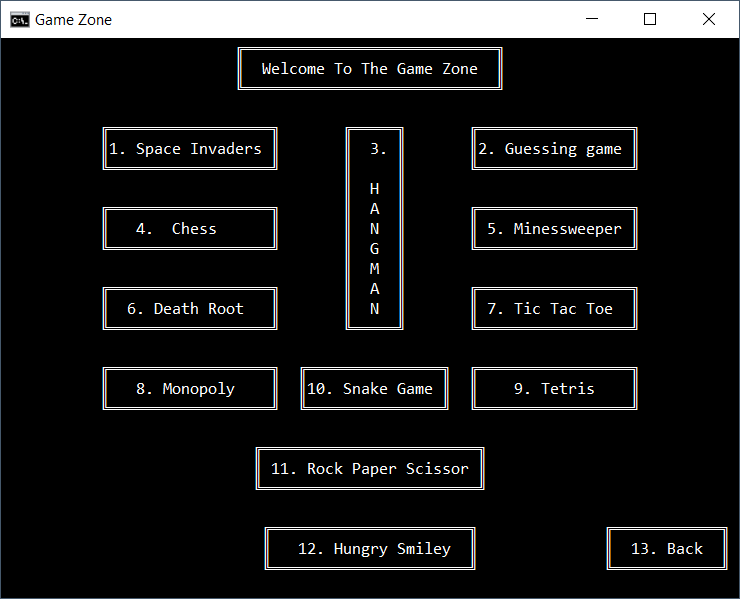 Game Zone
Welcome To The Game Zone
1. Space Invaders
3.
2. Guessing game
H
A
N
G
M
A
N
4. Chess
5. Minessweeper
6. Death Root
7. Tic Tac Toe
8. Monopoly
10. Snake Game
9. Tetris
11. Rock Paper Scissor
12. Hungry Smiley
13. Back